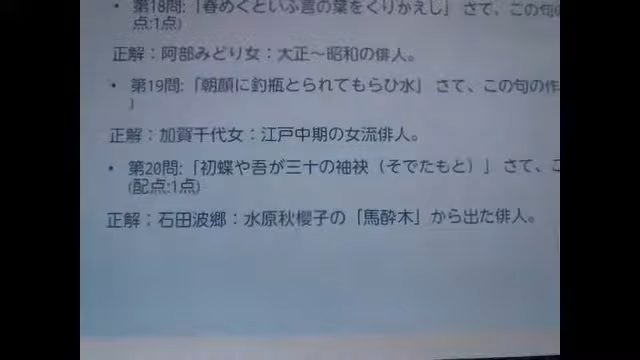 • 第18問:「春めくといふ言の葉をくりかえし」さて、この句の
点:1点)
正解：阿部みどり女：大正～昭和の俳人。
• 第19問:「朝顔に釣瓶とられてもらひ水」さて、この句の作
)
正解：加賀千代女：江戸中期の女流俳人。
• 第20問:「初蝶や吾が三十の袖袂（そでたもと）」さて、こ
(配点:1点)
正解：石田波郷：水原秋櫻子の「馬酔木」から出た俳人。